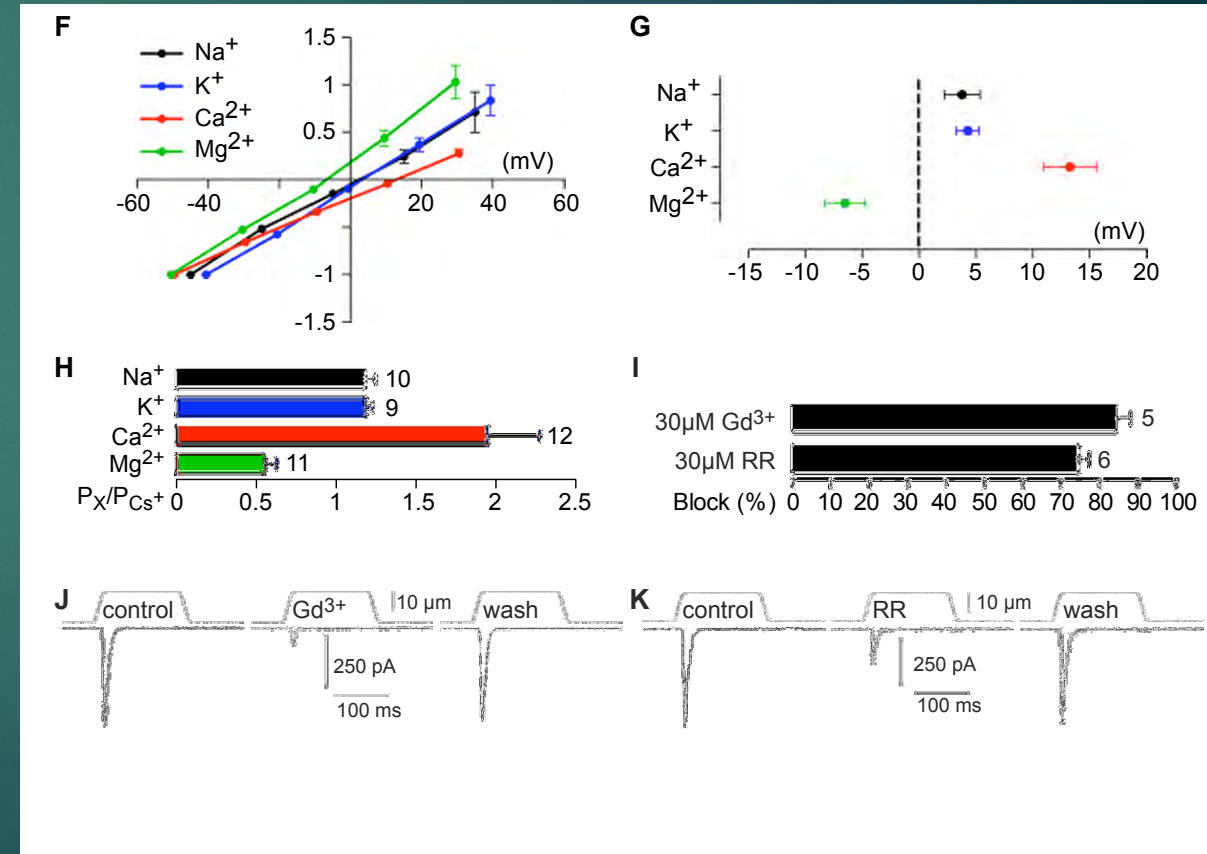 F
Na+
K+
Ca2+
Mg2+
1.5
1
0.5
-1
-1.5
(mV)
-60 -40 20 40 60
G
Na+
K+
Ca2+
Mg2+
(mV)
-15 -10 -5 0 5 10 15 20
H
Na+ 10
K+ 9
Ca2+ 12
Mg2+ 11
PX/PCs+ 0 0.5 1 1.5 2 2.5
I
30µM Gd3+ 5
30µM RR 6
Block (%) 0 10 20 30 40 50 60 70 80 90 100
J
control Gd3+ 10 µm wash
250 pA
100 ms
K
control RR 10 µm wash
250 pA
100 ms